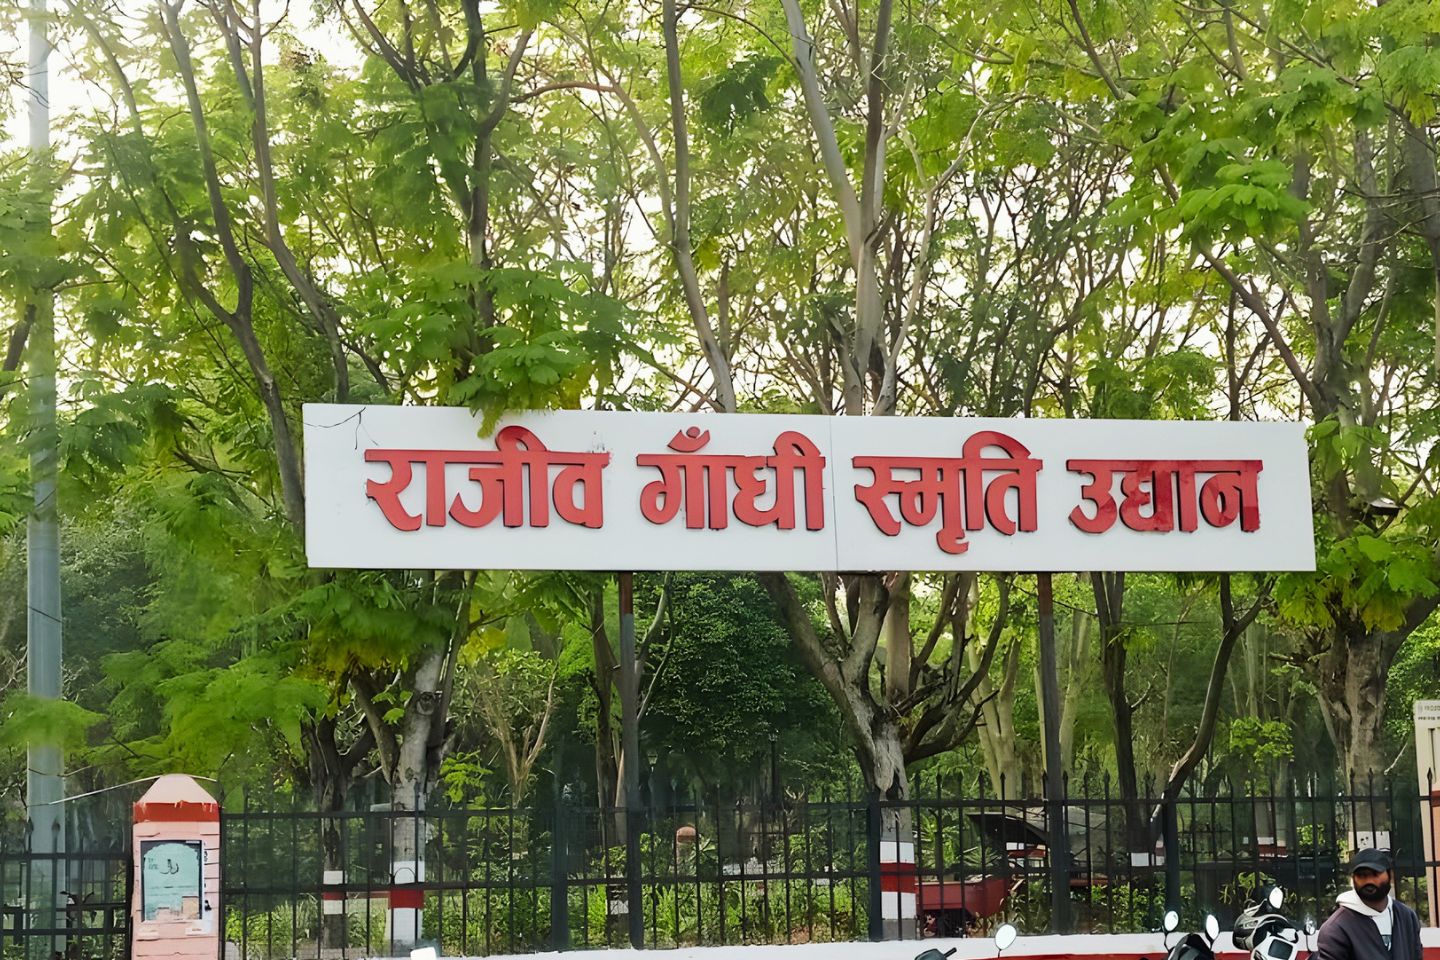 राजीव गाँधी स्मृति उद्यान